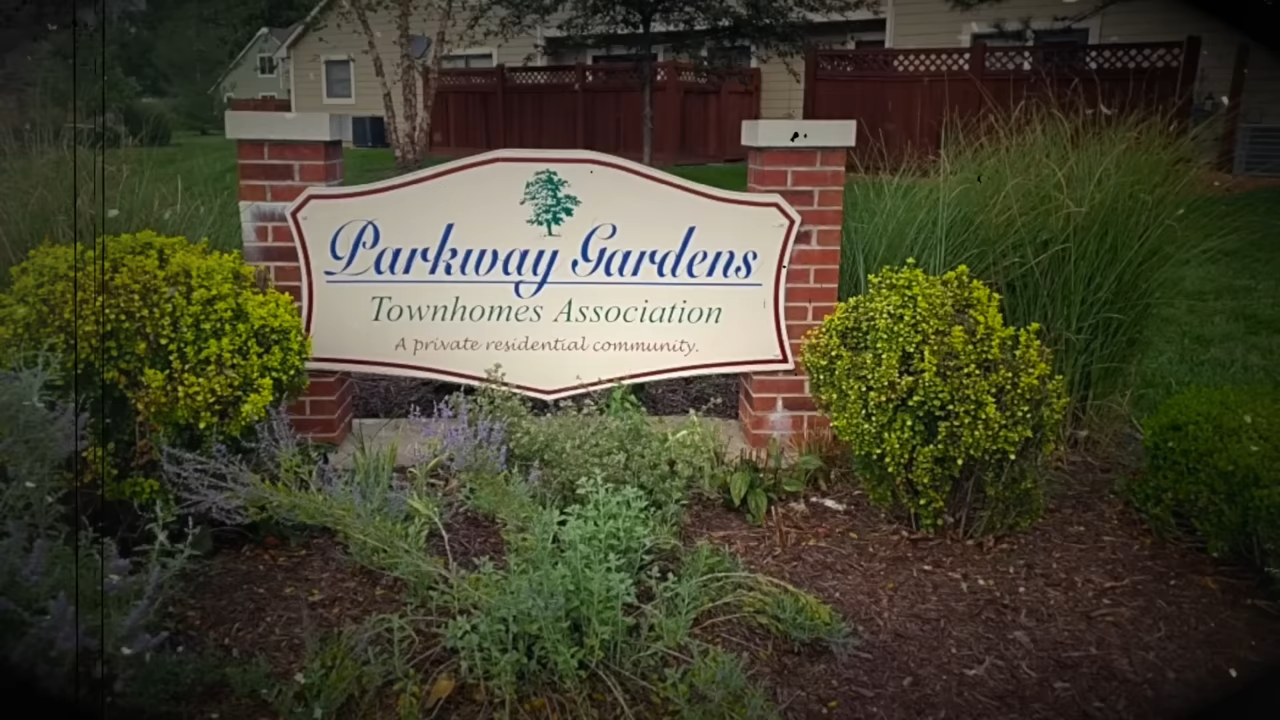 Parkway Gardens
Townhomes Association
A private residential community.